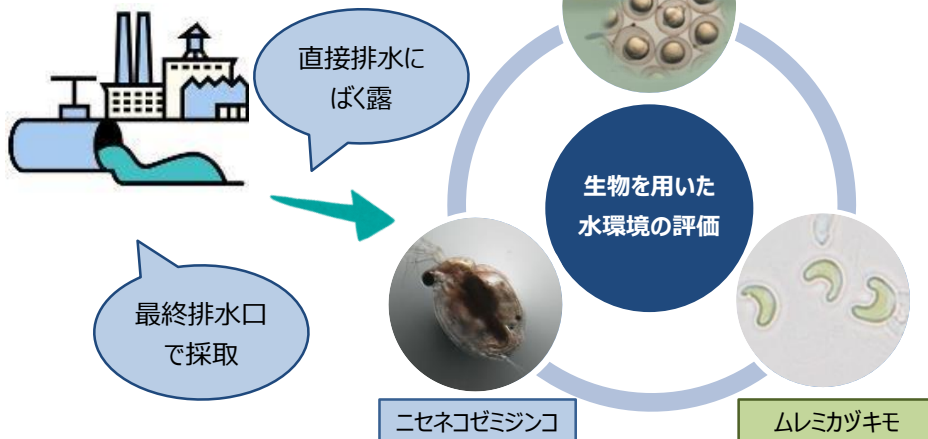 直接排水に
ばく露
生物を用いた
水環境の評価
最終排水口
で採取
ニセネコゼミジンコ
ムレミカヅキモ